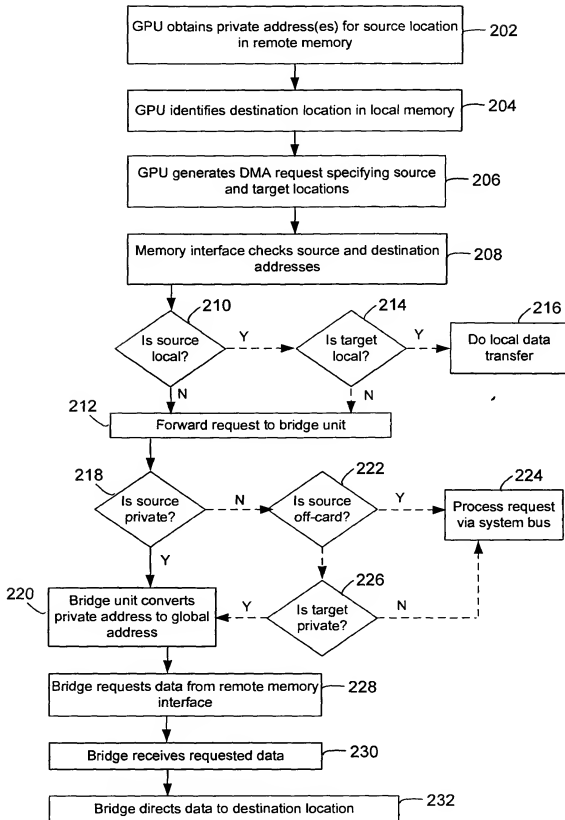 GPU obtains private address(es) for source location
in remote memory
202
GPU identifies destination location in local memory
204
GPU generates DMA request specifying source
and target locations
206
Memory interface checks source and destination
addresses
208
210
Is source
local?
Y
N
214
Is target
local?
Y
N
216
Do local data
transfer
212
Forward request to bridge unit
218
Is source
private?
N
Y
222
Is source
off-card?
Y
224
Process request
via system bus
226
Is target
private?
Y
N
220
Bridge unit converts
private address to global
address
Bridge requests data from remote memory
interface
228
Bridge receives requested data
230
Bridge directs data to destination location
232